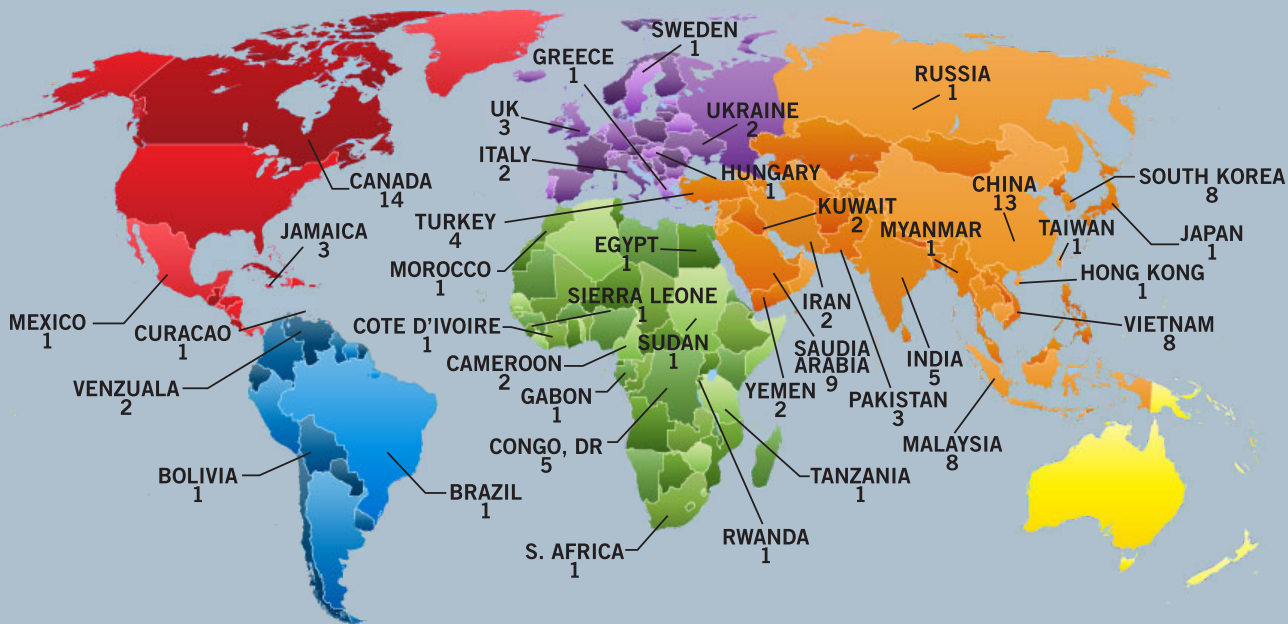 SWEDEN
1
GREECE
1
RUSSIA
1
UK
3
UKRAINE
2
ITALY
2
HUNGARY
1
CANADA
14
CHINA
13
SOUTH KOREA
8
TURKEY
4
KUWAIT
2
JAMAICA
3
MYANMAR
1
TAIWAN
1
JAPAN
1
EGYPT
1
MOROCCO
1
HONG KONG
1
SIERRA LEONE
1
IRAN
2
MEXICO
1
CURACAO
1
COTE D'IVOIRE
1
VIETNAM
8
SUDAN
1
SAUDIA
ARABIA
9
INDIA
5
CAMEROON
2
VENZUALA
2
GABON
1
YEMEN
2
PAKISTAN
3
CONGO, DR
5
MALAYSIA
8
BOLIVIA
1
TANZANIA
1
BRAZIL
1
RWANDA
1
S. AFRICA
1